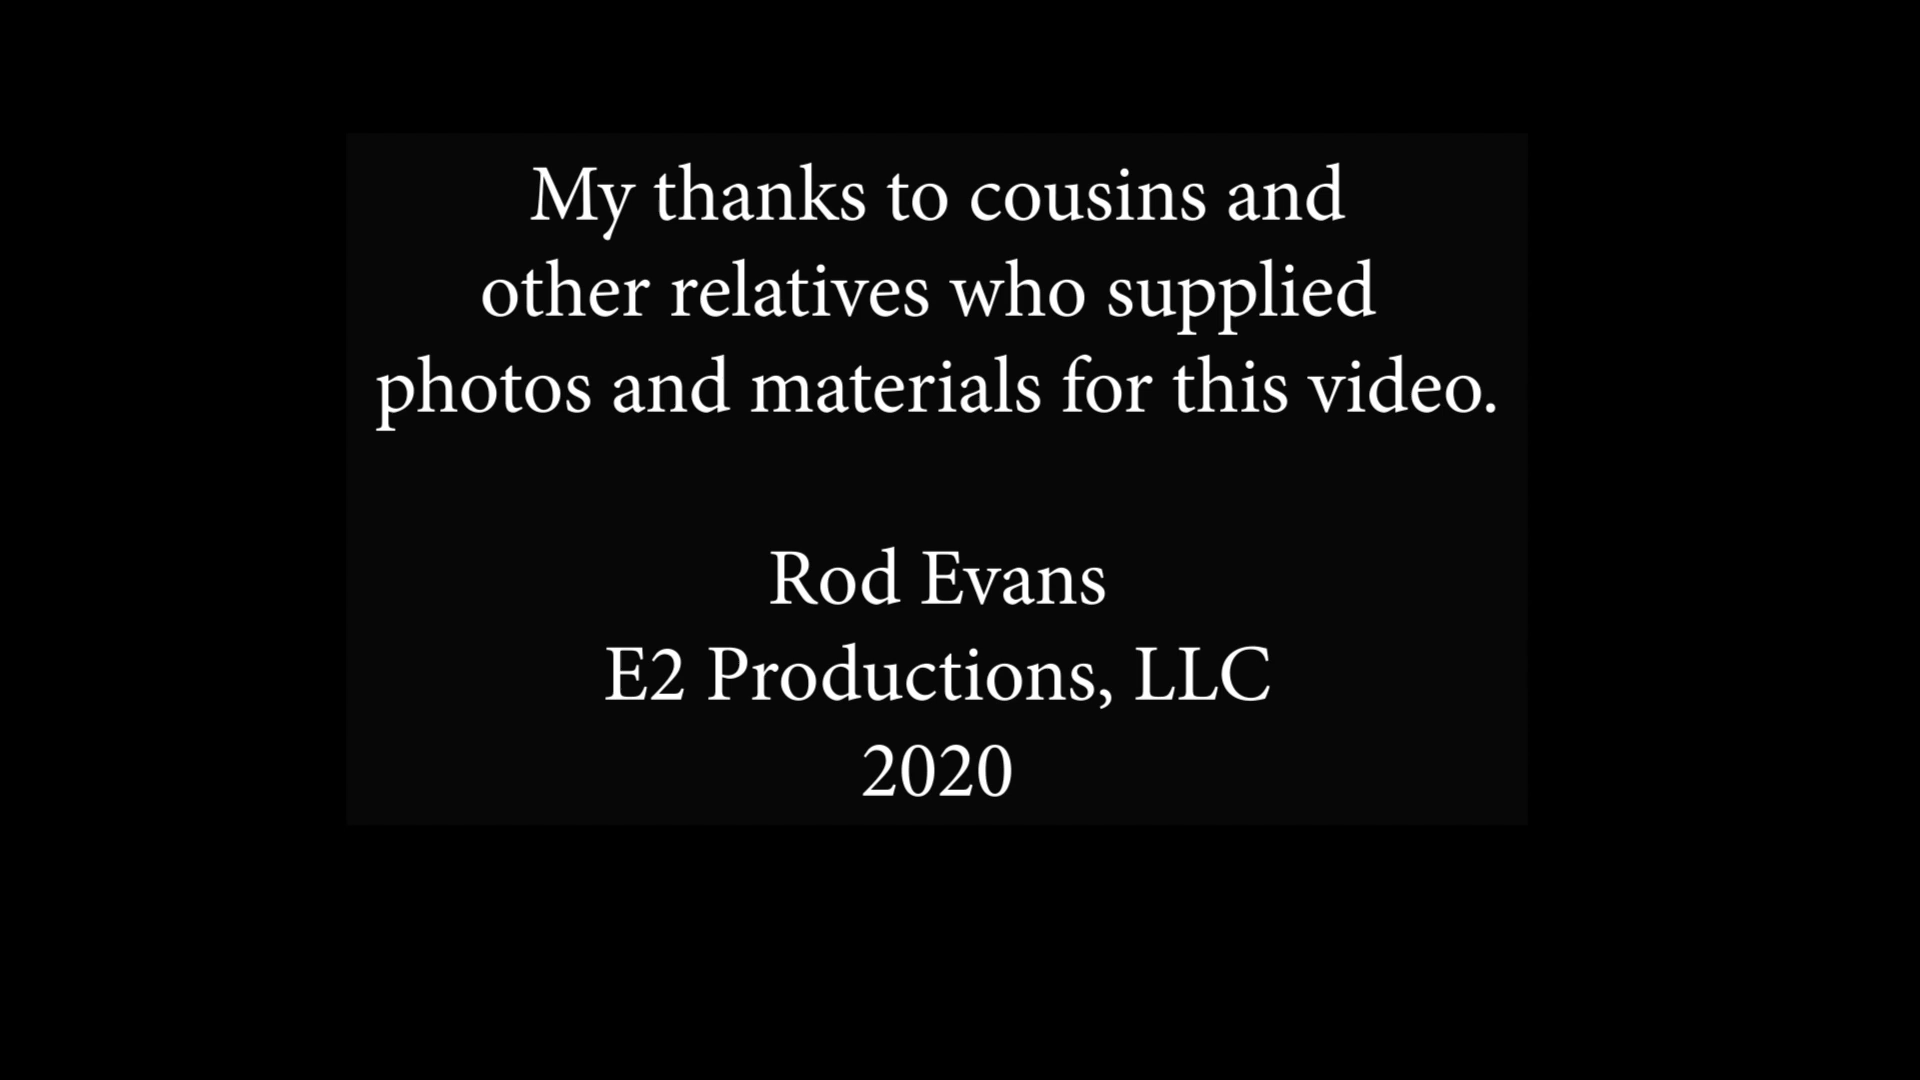 My thanks to cousins and
other relatives who supplied
photos and materials for this video.
Rod Evans
E2 Productions, LLC
2020